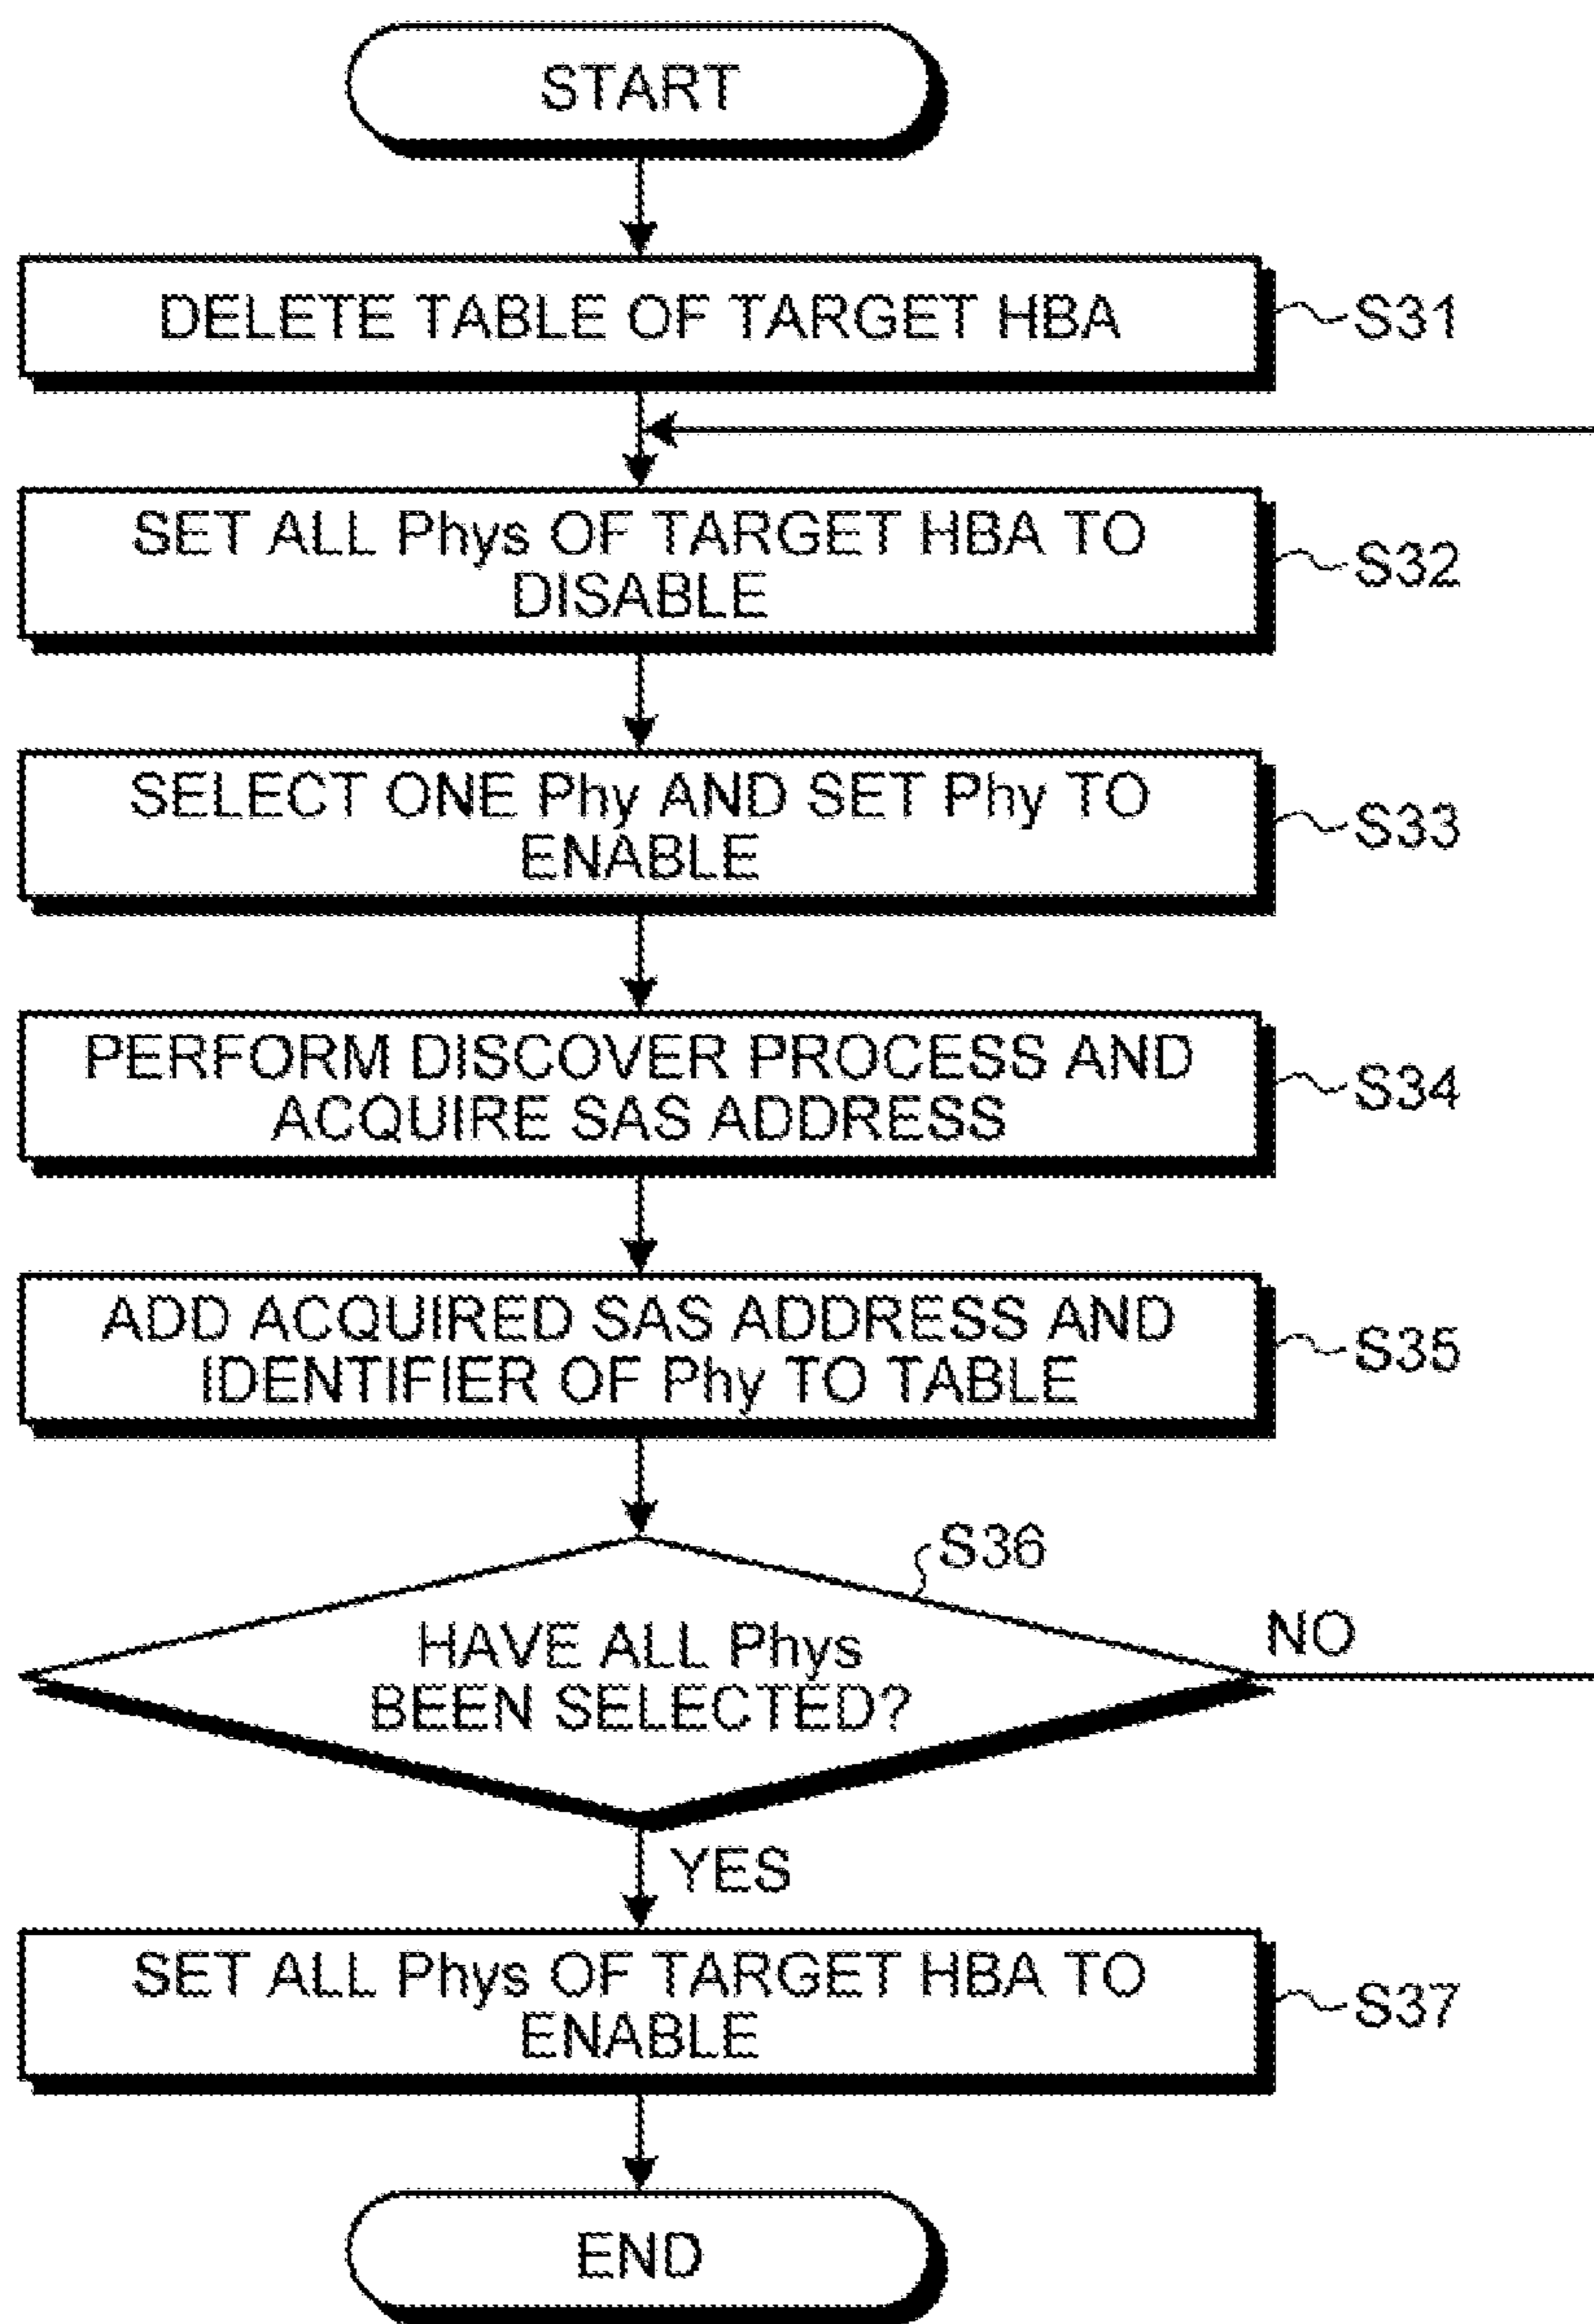 START
DELETE TABLE OF TARGET HBA
S31
SET ALL Phys OF TARGET HBA TO
DISABLE
S32
SELECT ONE Phy AND SET Phy TO
ENABLE
S33
PERFORM DISCOVER PROCESS AND
ACQUIRE SAS ADDRESS
S34
ADD ACQUIRED SAS ADDRESS AND
IDENTIFIER OF Phy TO TABLE
S35
S36
HAVE ALL Phys
BEEN SELECTED?
NO
YES
SET ALL Phys OF TARGET HBA TO
ENABLE
S37
END